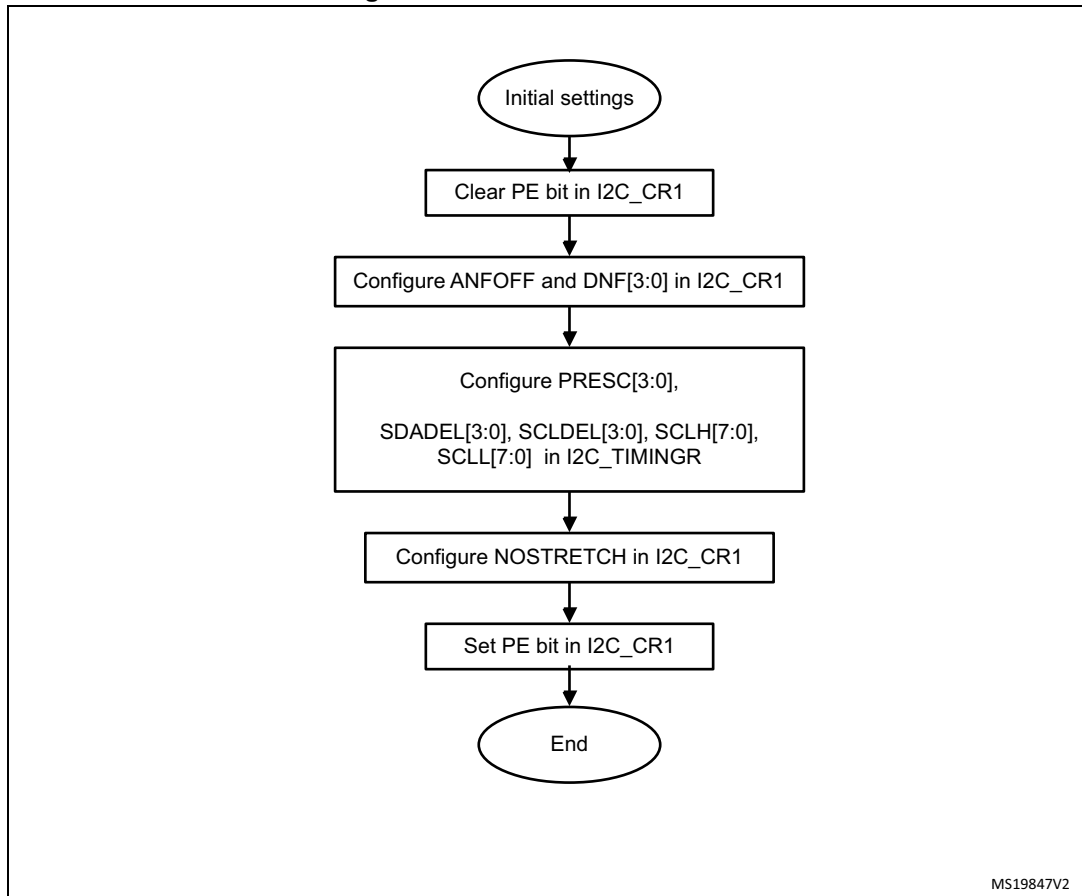 Initial settings
Clear PE bit in I2C_CR1
Configure ANFOFF and DNF[3:0] in I2C_CR1
Configure PRESC[3:0],
SDADEL[3:0], SCLDEL[3:0], SCLH[7:0],
SCLL[7:0] in I2C_TIMINGR
Configure NOSTRETCH in I2C_CR1
Set PE bit in I2C_CR1
End
MS19847V2